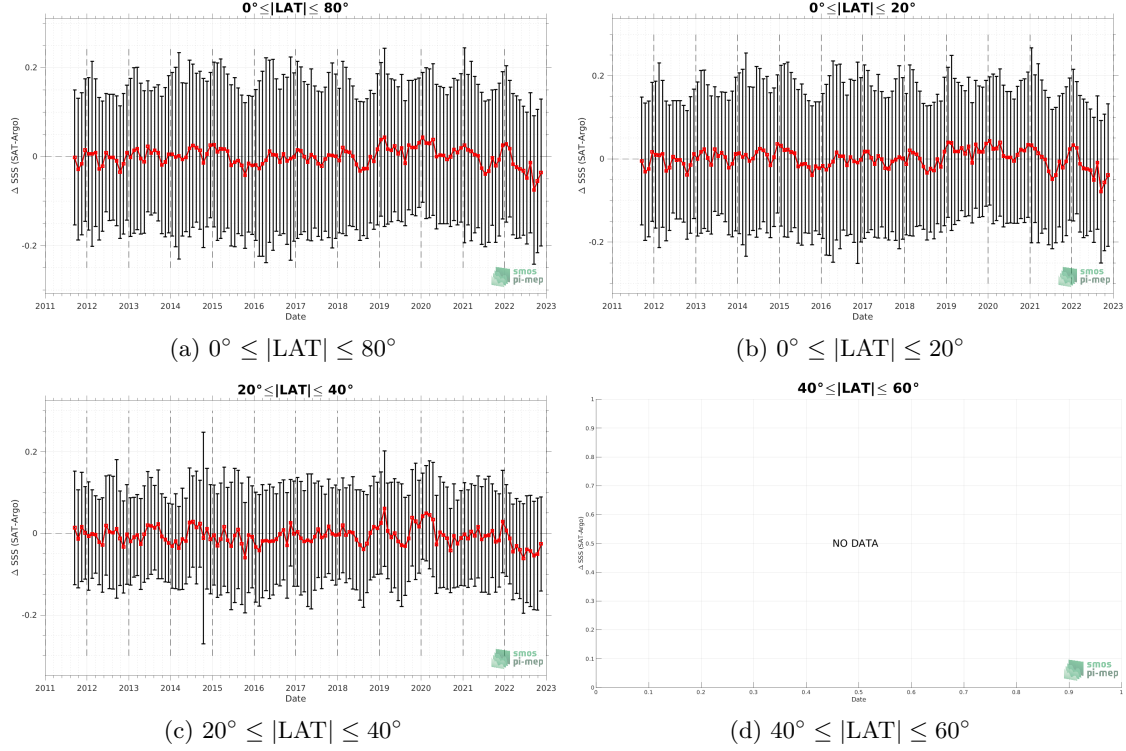 0°≤|LAT|≤ 80°
Δ SSS (SAT-Argo)
0.2
0
-0.2
2011 2012 2013 2014 2015 2016 2017 2018 2019 2020 2021 2022 2023
Date
smos
pi-mep
(a) 0° ≤ |LAT| ≤ 80°
0°≤|LAT|≤ 20°
Δ SSS (SAT-Argo)
0.2
0
-0.2
2011 2012 2013 2014 2015 2016 2017 2018 2019 2020 2021 2022 2023
Date
smos
pi-mep
(b) 0° ≤ |LAT| ≤ 20°
20°≤|LAT|≤ 40°
Δ SSS (SAT-Argo)
0.2
0
-0.2
2011 2012 2013 2014 2015 2016 2017 2018 2019 2020 2021 2022 2023
Date
smos
pi-mep
(c) 20° ≤ |LAT| ≤ 40°
40°≤|LAT|≤ 60°
Δ SSS (SAT-Argo)
1
0.9
0.8
0.7
0.6
0.5
0.4
0.3
0.2
0.1
0
NO DATA
0 0.1 0.2 0.3 0.4 0.5 0.6 0.7 0.8 0.9 1
Date
smos
pi-mep
(d) 40° ≤ |LAT| ≤ 60°